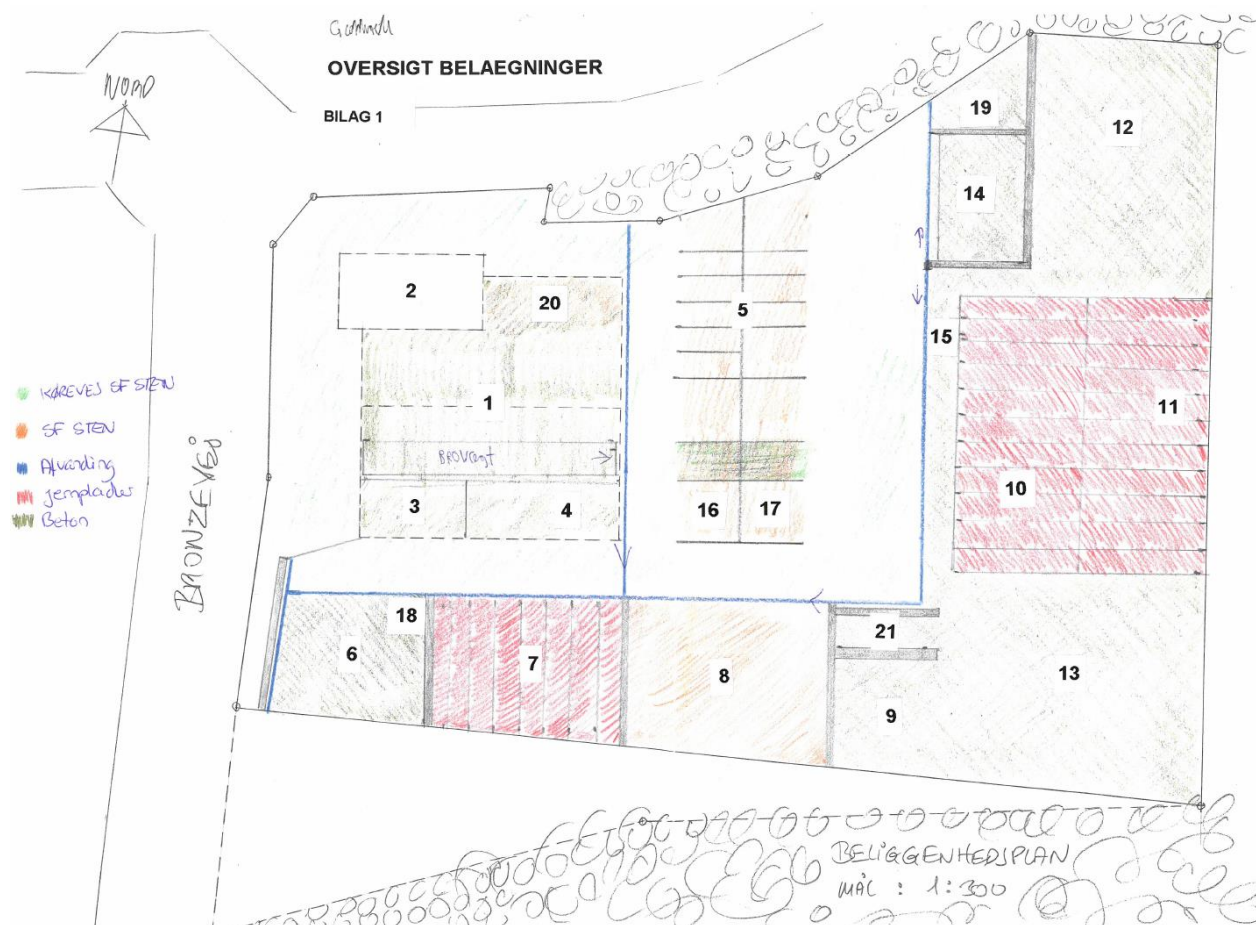 OVERSIGT BELAEGNINGER
NORD
BILAG 1
19
12
14
2
20
5
15
KØREVEJ SF STEN
SF STEN
Afvanding
jernplader
Beton
1
11
BROVægt
BRONZEVEJ
10
3
4
16
17
18
6
7
8
21
9
13
BELIGGENHEDSPLAN
MÅL : 1:300